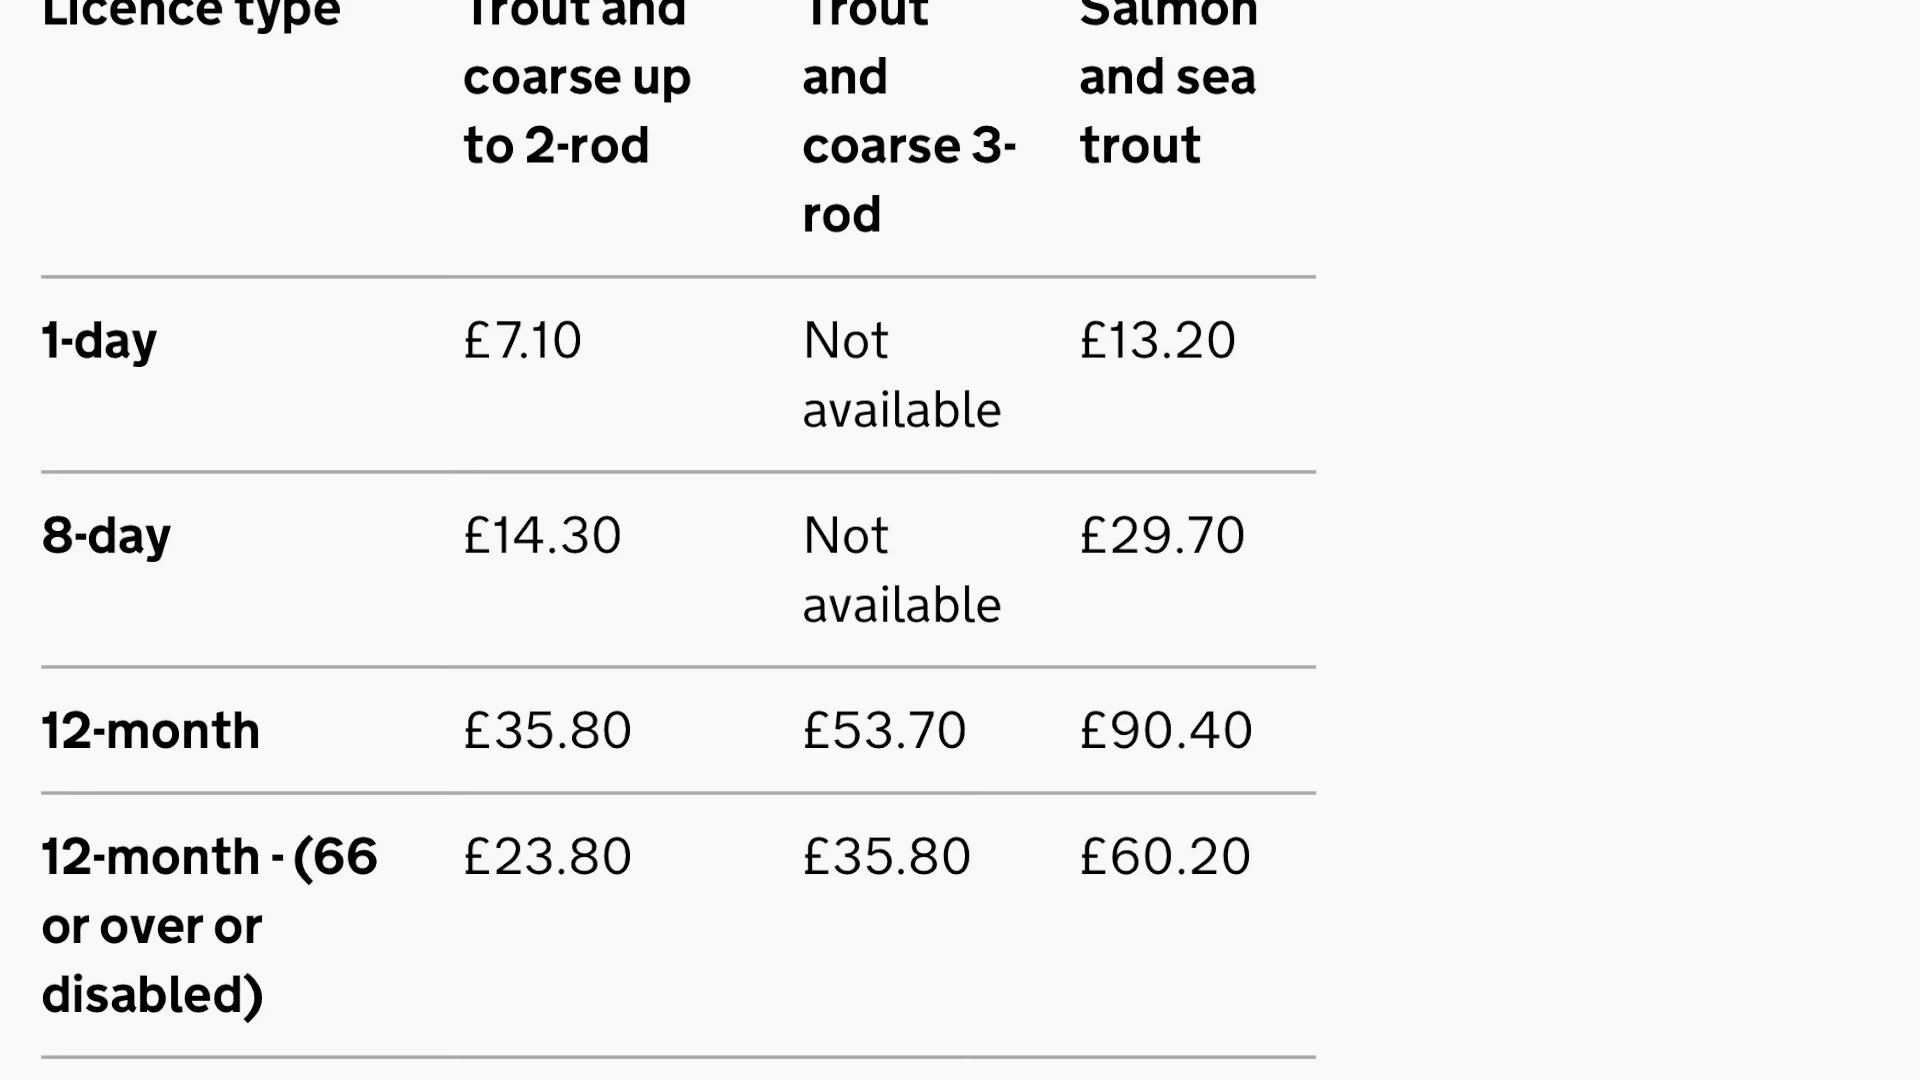 Licence type Trout and Trout Salmon
coarse up and and sea
to 2-rod coarse 3- trout
rod
1-day £7.10 Not £13.20
available
8-day £14.30 Not £29.70
available
12-month £35.80 £53.70 £90.40
12-month - (66 £23.80 £35.80 £60.20
or over or
disabled)